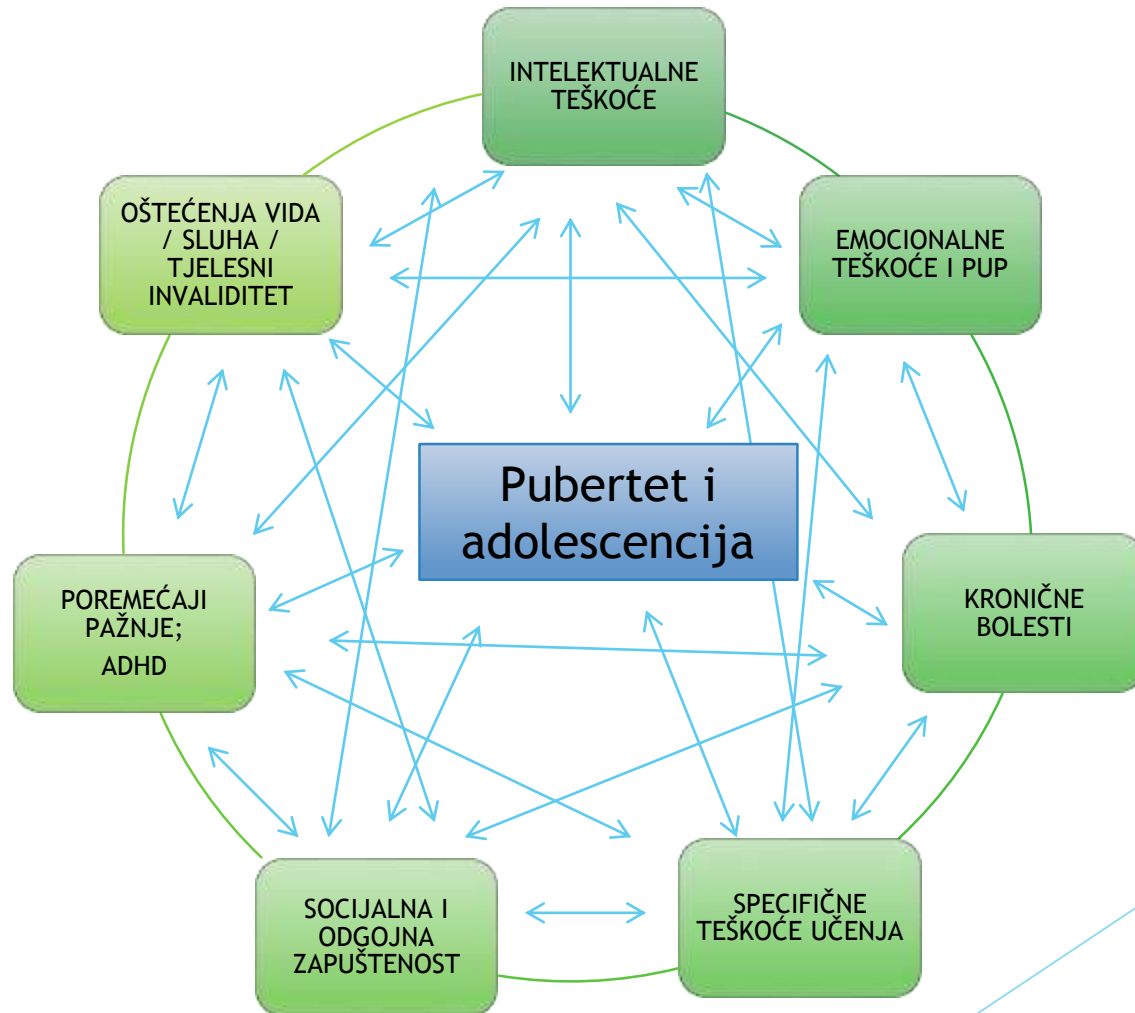 INTELEKTUALNE
TEŠKOĆE
EMOCIONALNE
TEŠKOĆE I PUP
KRONIČNE
BOLESTI
SPECIFIČNE
TEŠKOĆE UČENJA
SOCIJALNA I
ODGOJNA
ZAPUŠTENOST
POREMEĆAJI
PAŽNJE;
ADHD
OŠTEĆENJA VIDA
/ SLUHA /
TJELESNI
INVALIDITET
Pubertet i
adolescencija